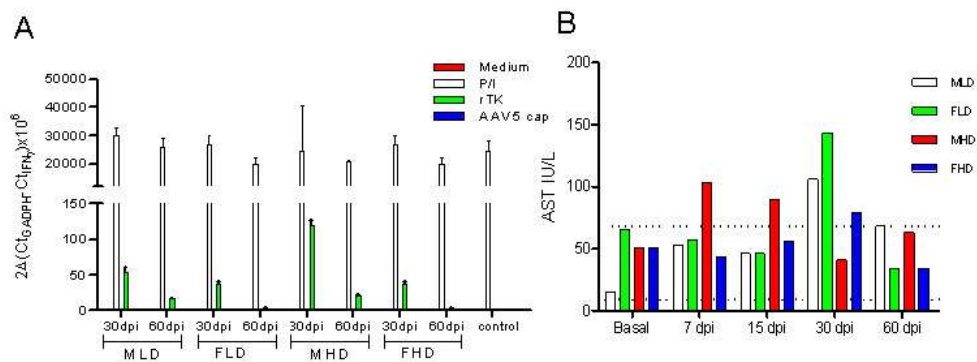 A
B
2Δ(CtGADPH- CtIFNγ)x10⁶
50000
40000
30000
20000
150
100
50
0
Medium
P/I
rTK
AAV5 cap
30dpi 60dpi 30dpi 60dpi 30dpi 60dpi 30dpi 60dpi control
MLD FLD MHD FHD
AST IU/L
200
150
100
50
0
MLD
FLD
MHD
FHD
Basal 7 dpi 15 dpi 30 dpi 60 dpi